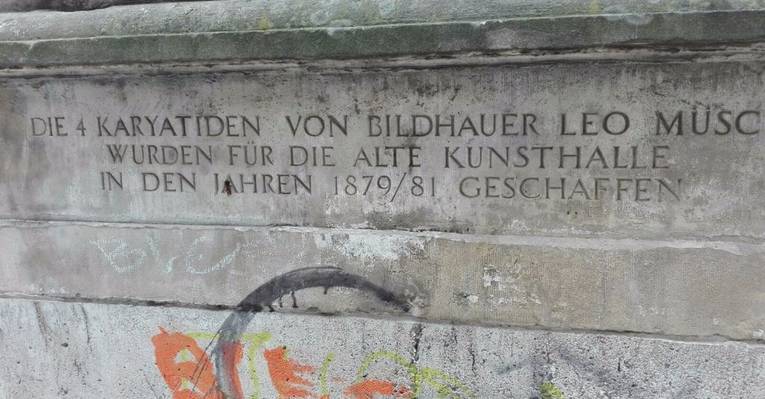 DIE 4 KARYATIDEN VON BILDHAUER LEO MUSC
WURDEN FÜR DIE ALTE KUNSTHALLE
IN DEN JAHREN 1879/81 GESCHAFFEN